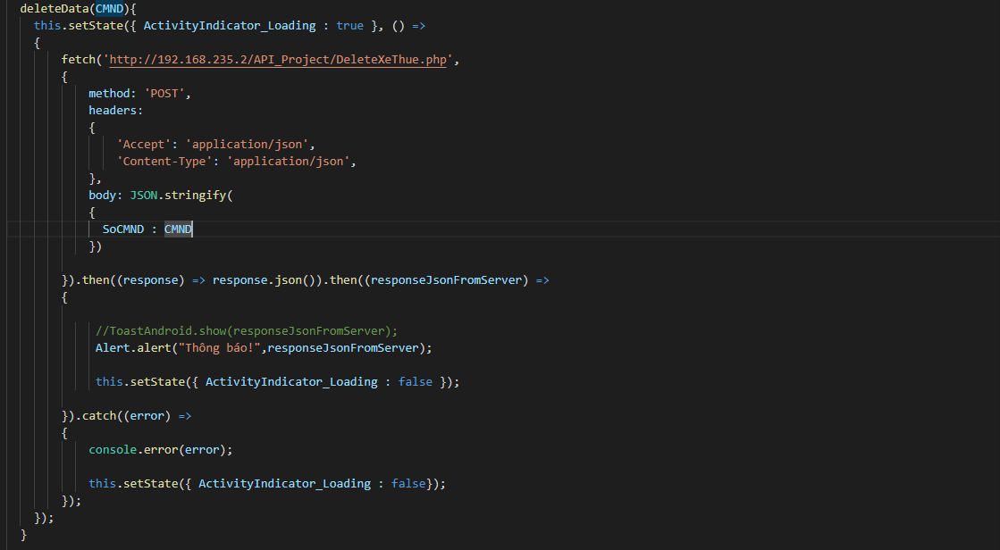 deleteData(CMND){
this.setState({ ActivityIndicator_Loading : true }, () =>
{
fetch('http://192.168.235.2/API_Project/DeleteXeThue.php',
{
method: 'POST',
headers:
{
'Accept': 'application/json',
'Content-Type': 'application/json',
},
body: JSON.stringify(
{
SoCMND : CMND
})
}).then((response) => response.json()).then((responseJsonFromServer) =>
{
//ToastAndroid.show(responseJsonFromServer);
Alert.alert("Thông báo!",responseJsonFromServer);
this.setState({ ActivityIndicator_Loading : false });
}).catch((error) =>
{
console.error(error);
this.setState({ ActivityIndicator_Loading : false});
});
});
}